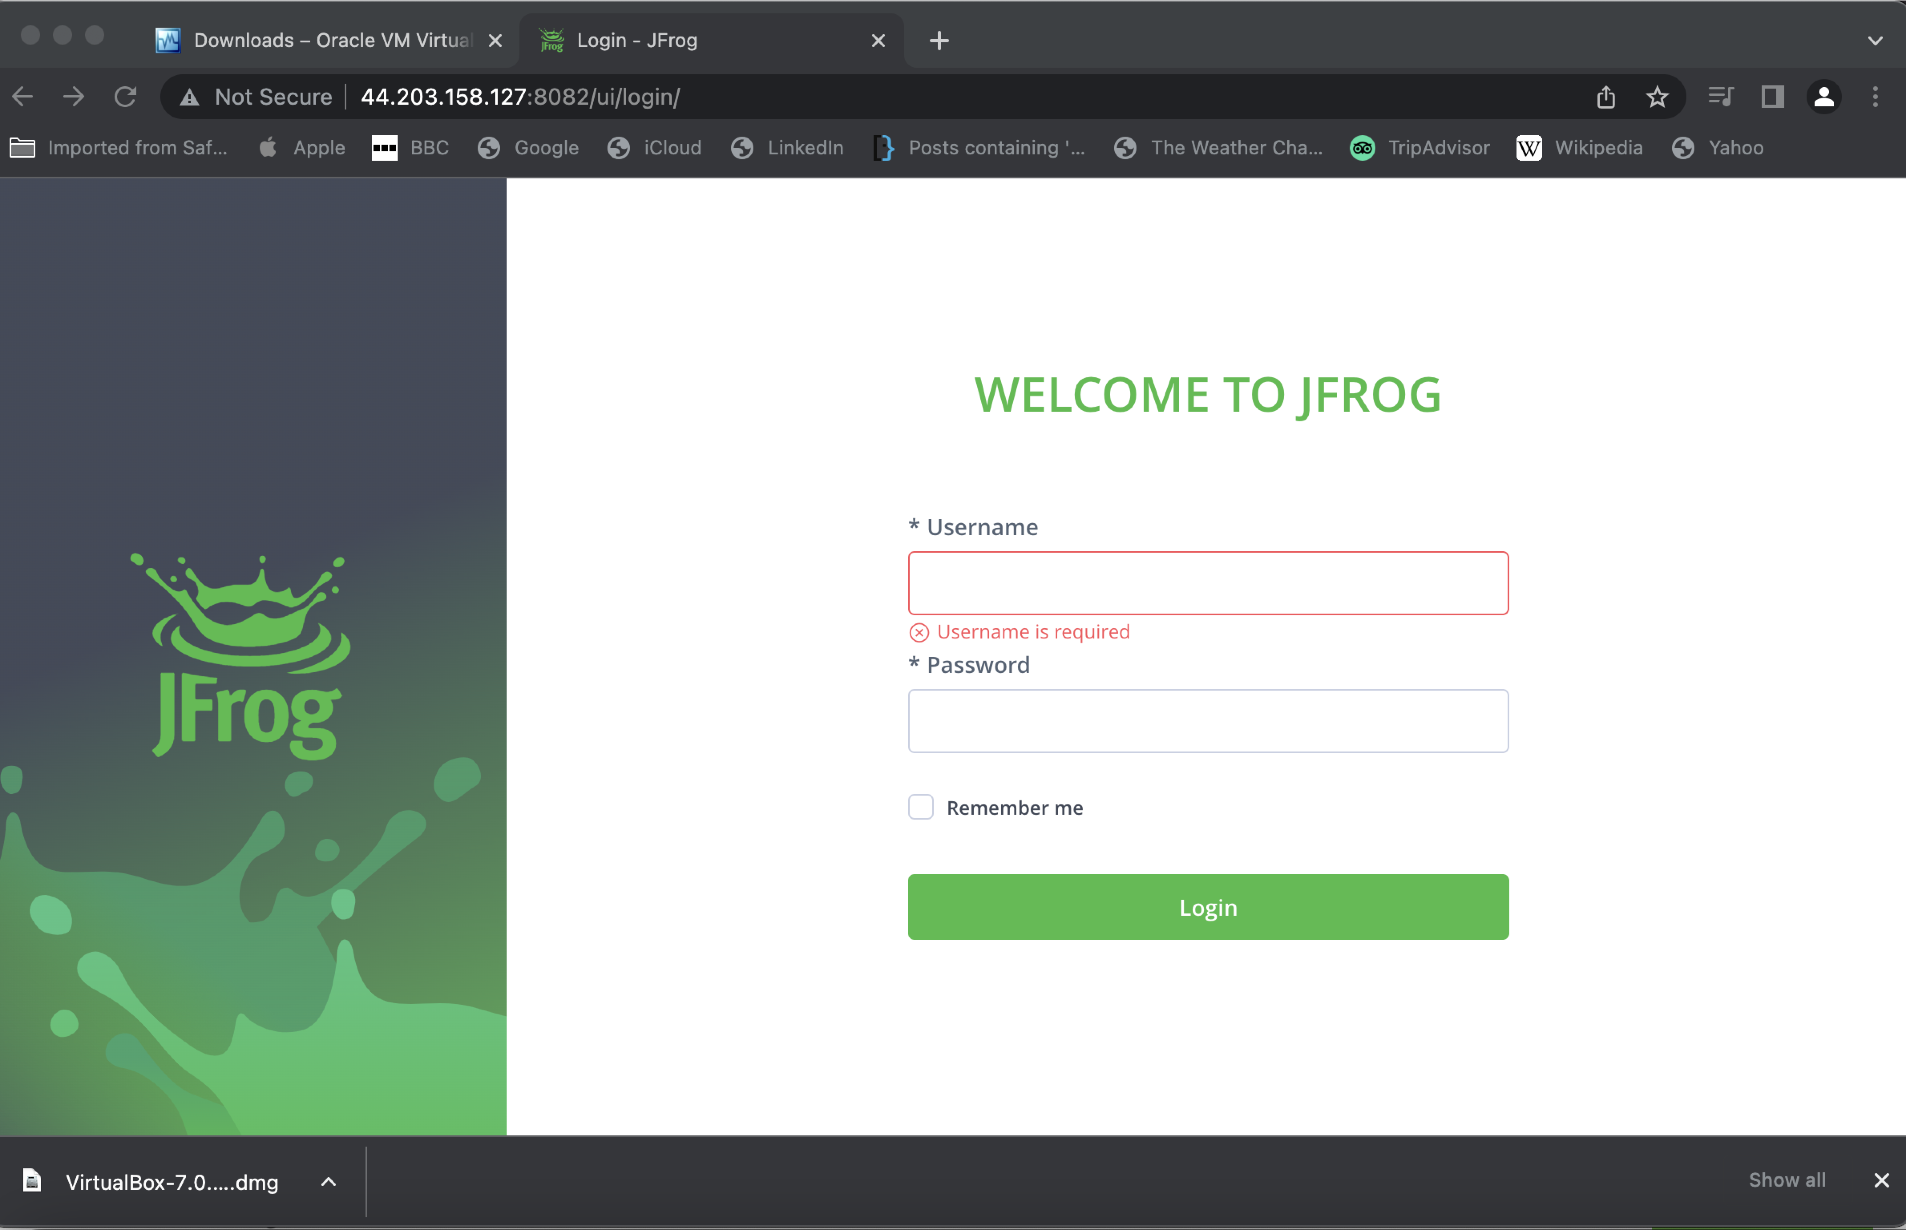 Downloads – Oracle VM Virtual
Login - JFrog
Not Secure 44.203.158.127:8082/ui/login/
Imported from Saf... Apple BBC Google iCloud LinkedIn Posts containing '... The Weather Cha... TripAdvisor Wikipedia Yahoo
JFrog
WELCOME TO JFROG
* Username
Username is required
* Password
Remember me
Login
VirtualBox-7.0.....dmg
Show all